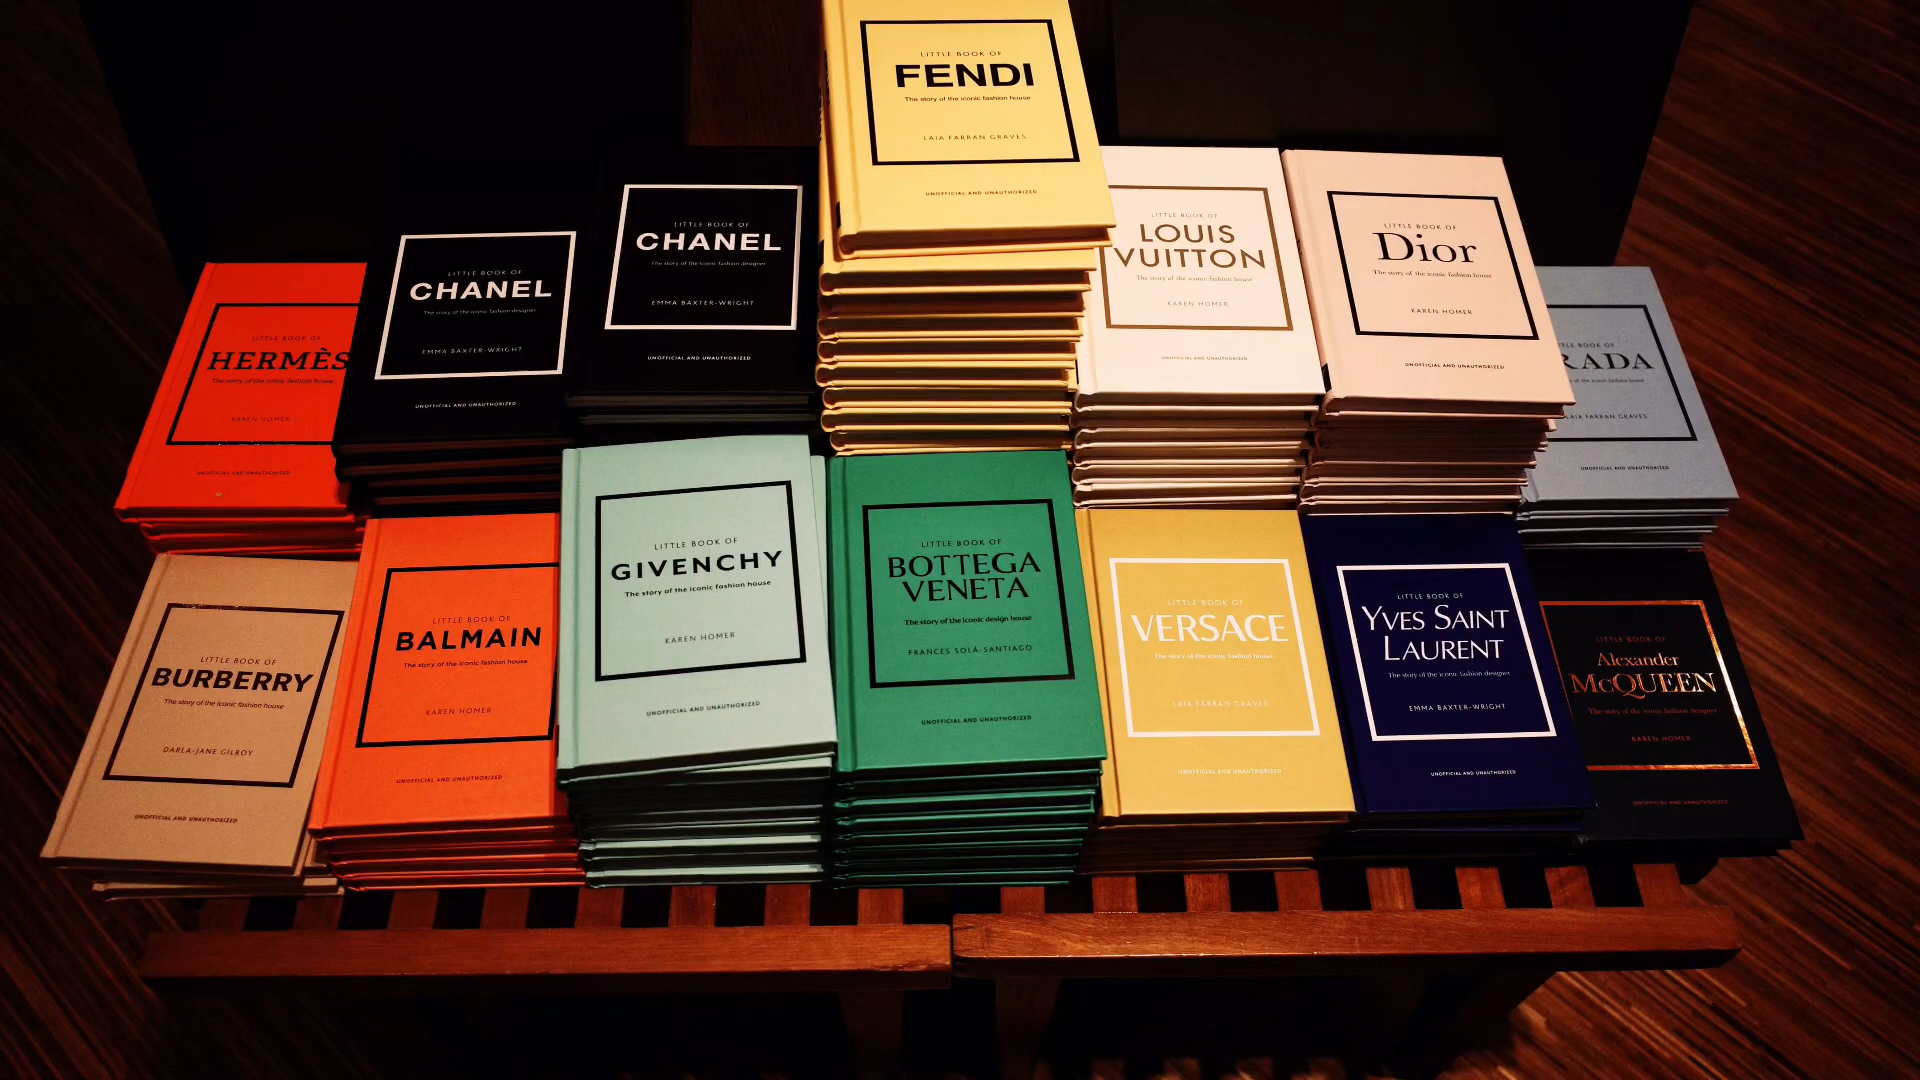 LITTLE BOOK OF
FENDI
The story of the iconic fashion house
LAIA FARRAN GRAVES
UNOFFICIAL AND UNAUTHORIZED
LITTLE BOOK OF
HERMÈS
The story of the iconic fashion house
KAREN HOMER
UNOFFICIAL AND UNAUTHORIZED
LITTLE BOOK OF
CHANEL
The story of the iconic fashion designer
EMMA BAXTER-WRIGHT
UNOFFICIAL AND UNAUTHORIZED
LITTLE BOOK OF
CHANEL
The story of the iconic fashion designer
EMMA BAXTER-WRIGHT
UNOFFICIAL AND UNAUTHORIZED
LITTLE BOOK OF
LOUIS
VUITTON
The story of the iconic fashion house
KAREN HOMER
UNOFFICIAL AND UNAUTHORIZED
LITTLE BOOK OF
Dior
The story of the iconic fashion house
KAREN HOMER
UNOFFICIAL AND UNAUTHORIZED
BOOK OF
RADA
of the iconic fashion house
LAIA FARRAN GRAVES
UNOFFICIAL AND UNAUTHORIZED
LITTLE BOOK OF
BURBERRY
The story of the iconic fashion house
DARLA-JANE GILROY
UNOFFICIAL AND UNAUTHORIZED
LITTLE BOOK OF
BALMAIN
The story of the iconic fashion house
KAREN HOMER
UNOFFICIAL AND UNAUTHORIZED
LITTLE BOOK OF
GIVENCHY
The story of the iconic fashion house
KAREN HOMER
UNOFFICIAL AND UNAUTHORIZED
LITTLE BOOK OF
BOTTEGA
VENETA
The story of the iconic design house
FRANCES SOLÁ-SANTIAGO
UNOFFICIAL AND UNAUTHORIZED
LITTLE BOOK OF
VERSACE
The story of the iconic fashion house
LAIA FARRAN GRAVES
UNOFFICIAL AND UNAUTHORIZED
LITTLE BOOK OF
YVES SAINT
LAURENT
The story of the iconic fashion designer
EMMA BAXTER-WRIGHT
UNOFFICIAL AND UNAUTHORIZED
LITTLE BOOK OF
Alexander
McQUEEN
The story of the iconic fashion designer
KAREN HOMER
UNOFFICIAL AND UNAUTHORIZED